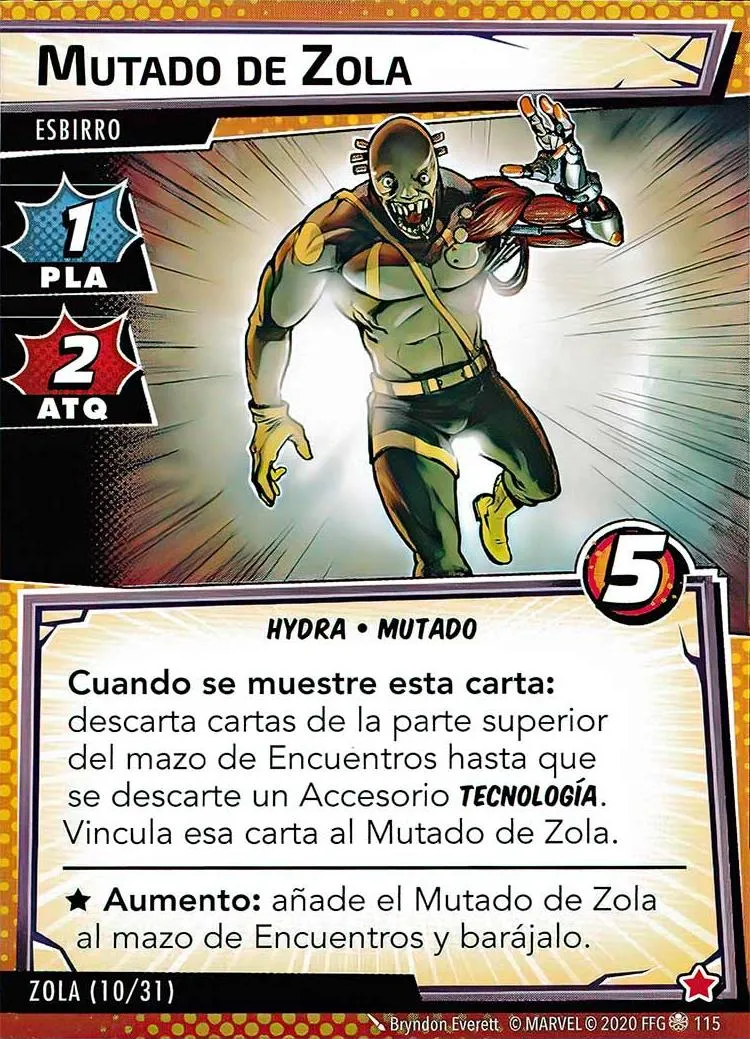 MUTADO DE ZOLA
ESBIRRO
1
PLA
2
ATQ
5
HYDRA • MUTADO
Cuando se muestre esta carta:
descarta cartas de la parte superior
del mazo de Encuentros hasta que
se descarte un Accesorio TECNOLOGÍA.
Vincula esa carta al Mutado de Zola.
★ Aumento: añade el Mutado de Zola
al mazo de Encuentros y barájalo.
ZOLA (10/31)
Bryndon Everett © MARVEL © 2020 FFG 115